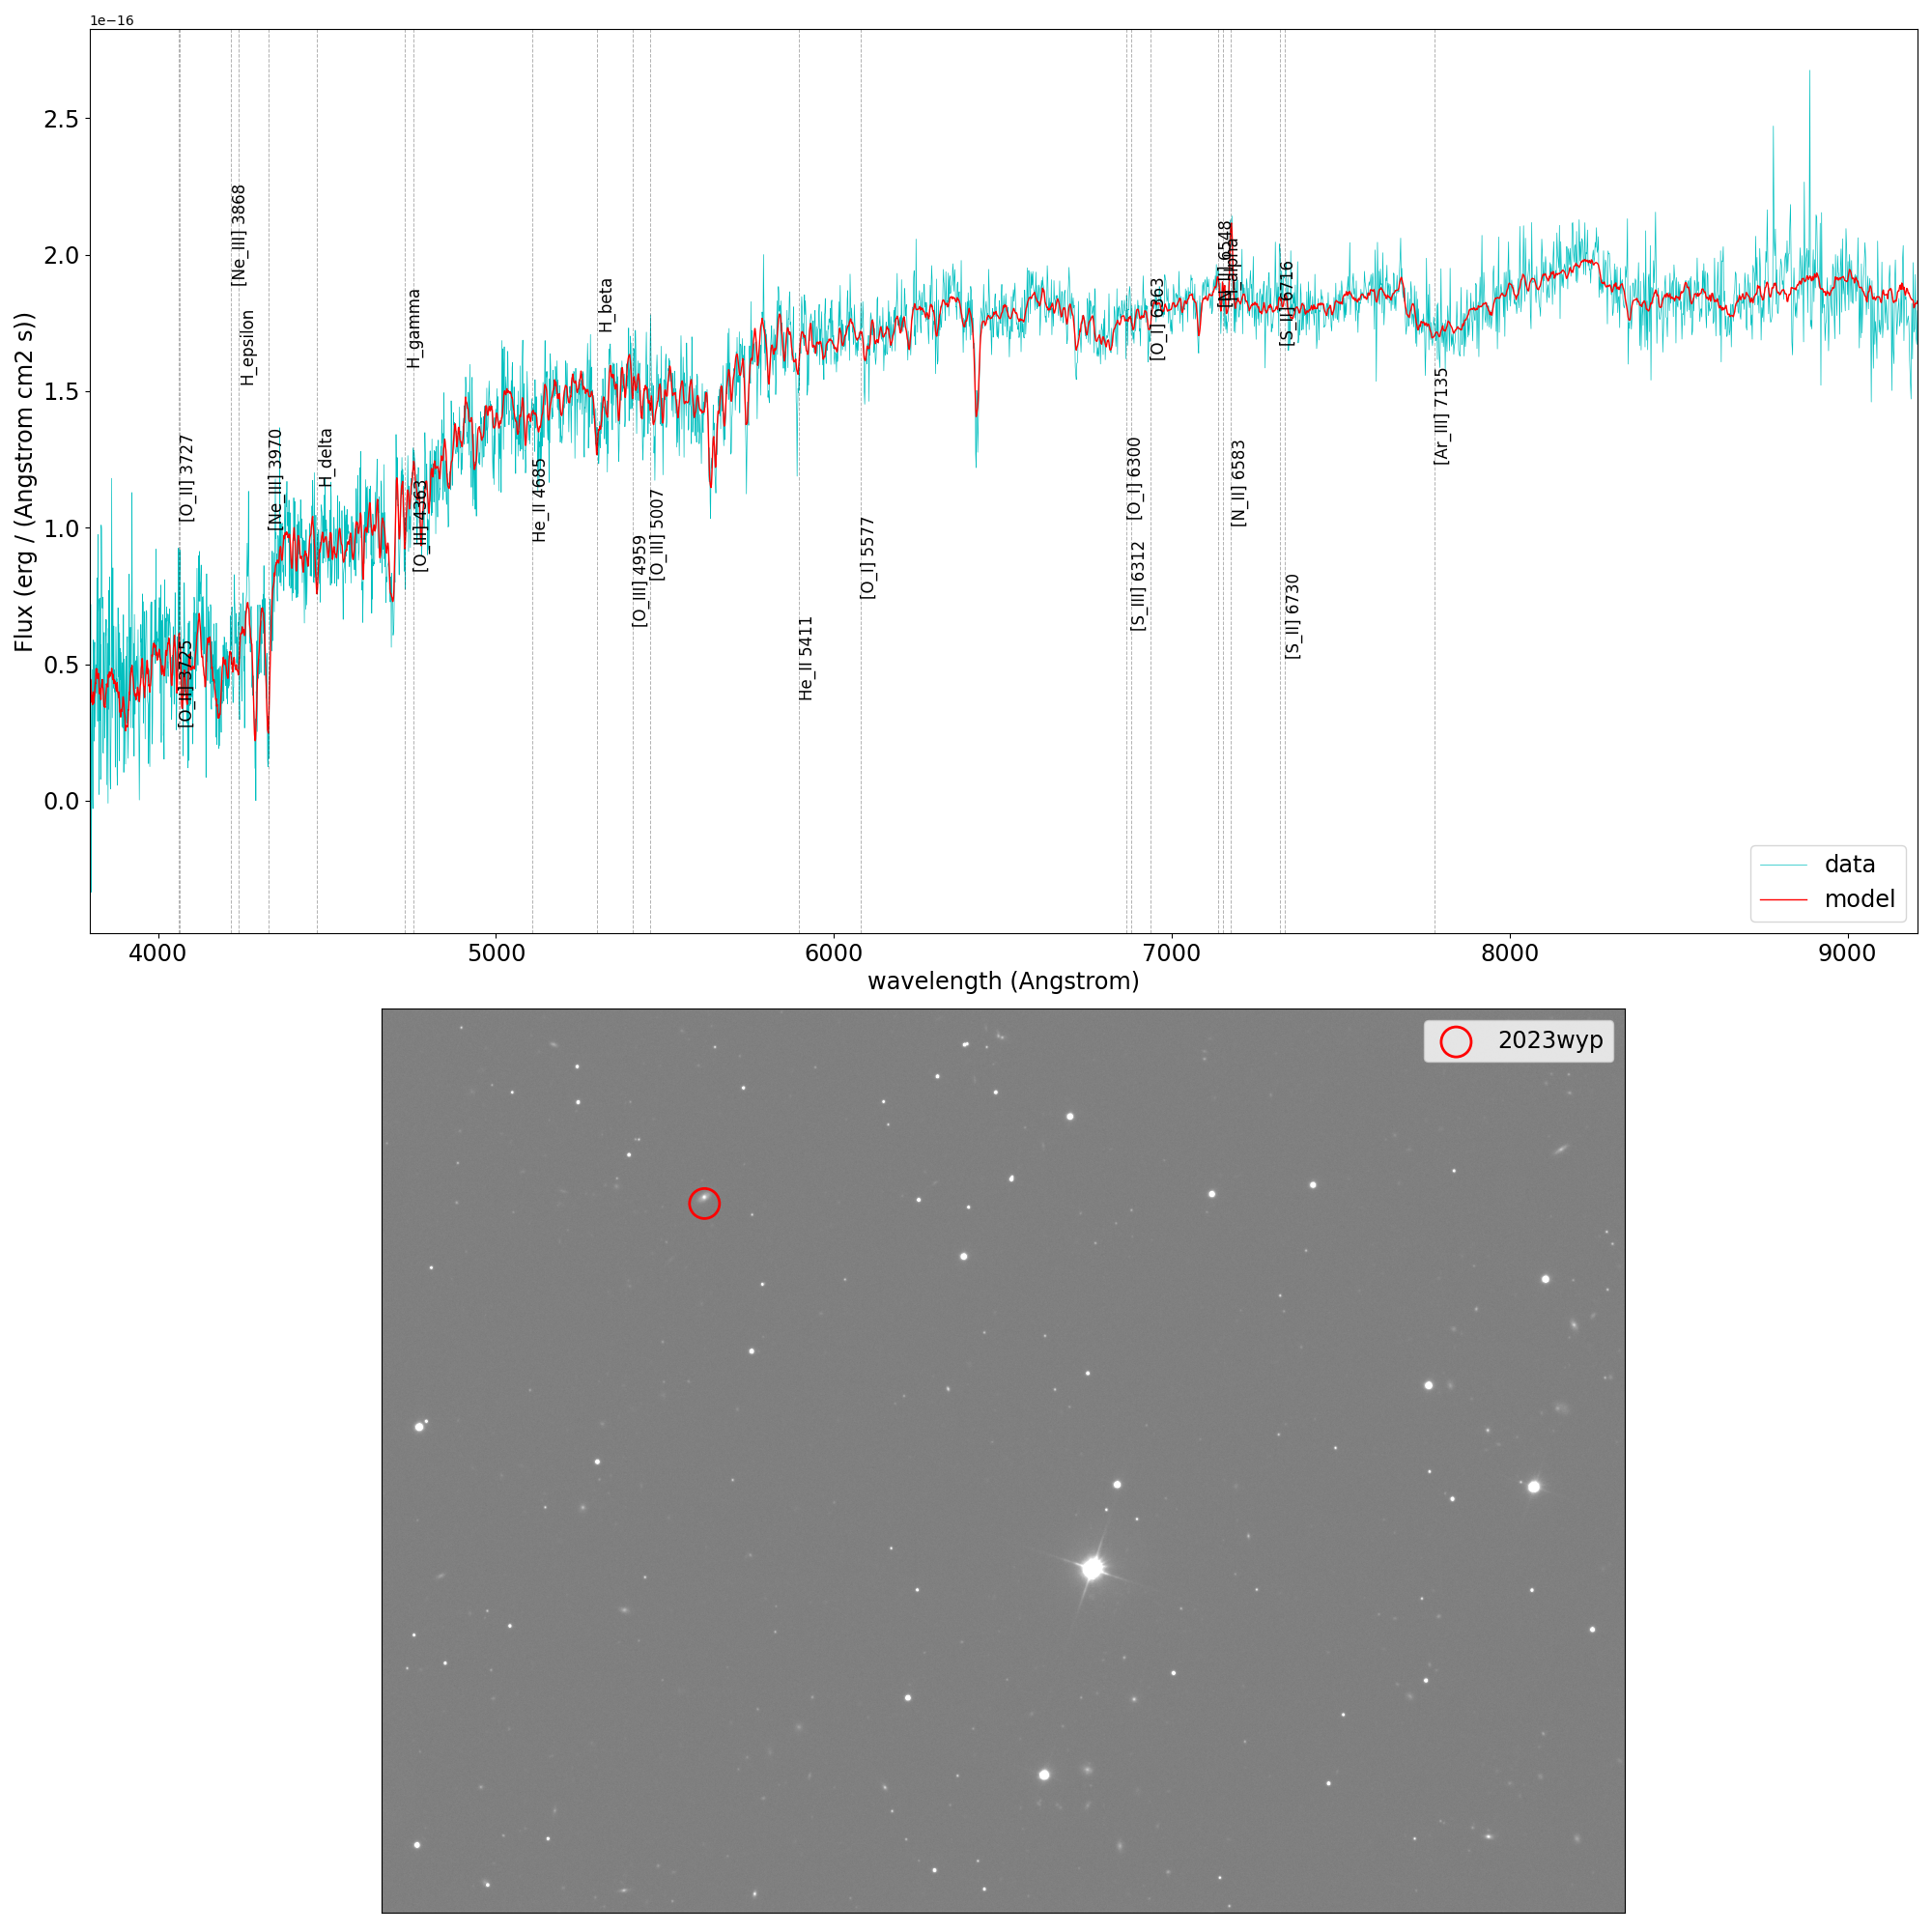 1e−16
Flux (erg / (Angstrom cm2 s))
2.5
2.0
1.5
1.0
0.5
0.0
[O_II] 3727
[O_II] 3725
[Ne_III] 3868
H_epsilon
[Ne_III] 3970
H_delta
H_gamma
[O_III] 4363
He_II 4685
H_beta
[O_III] 4959
[O_III] 5007
He_II 5411
[O_I] 5577
[O_I] 6300
[S_III] 6312
[O_I] 6363
[N_II] 6548
H_alpha
[N_II] 6583
[S_II] 6716
[S_II] 6730
[Ar_III] 7135
data
model
4000 5000 6000 7000 8000 9000
wavelength (Angstrom)
2023wyp